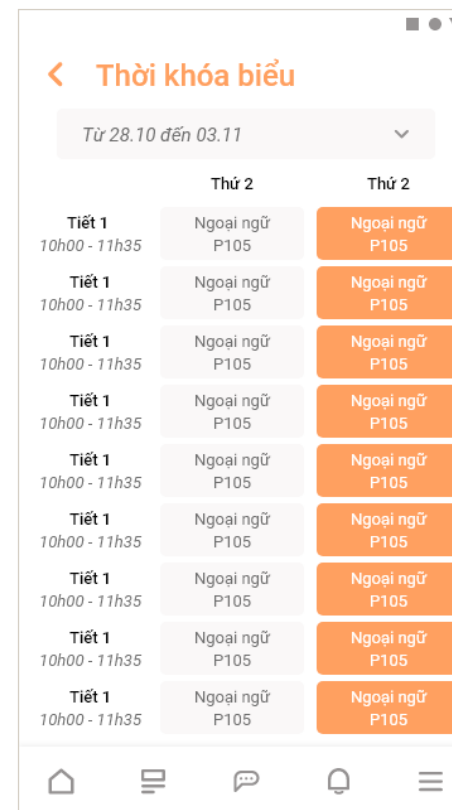 Thời khóa biểu
Từ 28.10 đến 03.11
Thứ 2 Thứ 2
Tiết 1 Ngoại ngữ Ngoại ngữ
10h00 - 11h35 P105 P105
Tiết 1 Ngoại ngữ Ngoại ngữ
10h00 - 11h35 P105 P105
Tiết 1 Ngoại ngữ Ngoại ngữ
10h00 - 11h35 P105 P105
Tiết 1 Ngoại ngữ Ngoại ngữ
10h00 - 11h35 P105 P105
Tiết 1 Ngoại ngữ Ngoại ngữ
10h00 - 11h35 P105 P105
Tiết 1 Ngoại ngữ Ngoại ngữ
10h00 - 11h35 P105 P105
Tiết 1 Ngoại ngữ Ngoại ngữ
10h00 - 11h35 P105 P105
Tiết 1 Ngoại ngữ Ngoại ngữ
10h00 - 11h35 P105 P105
Tiết 1 Ngoại ngữ Ngoại ngữ
10h00 - 11h35 P105 P105